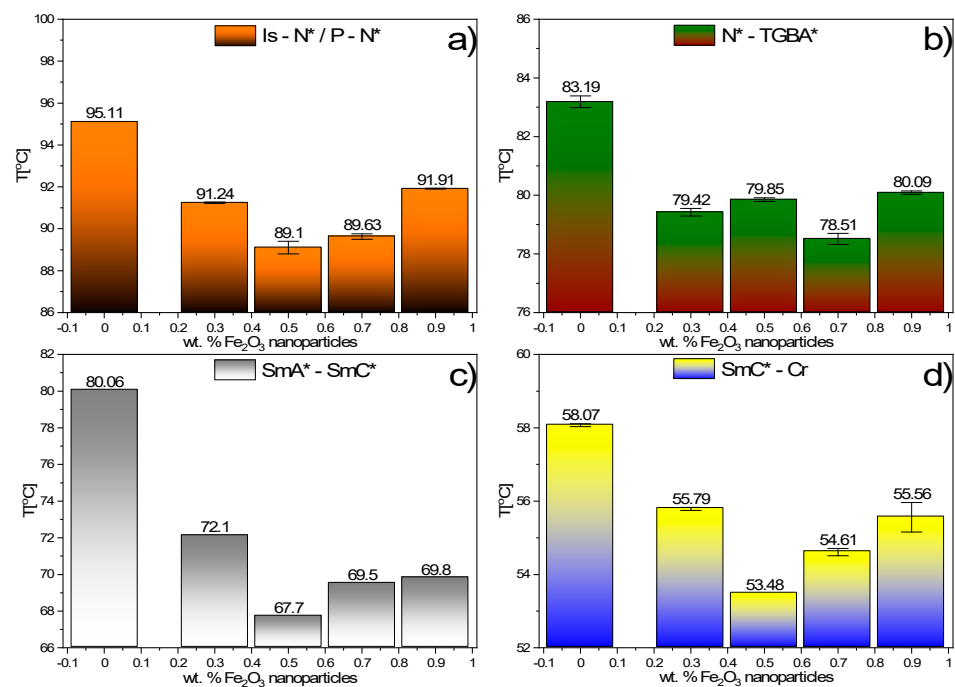 Is - N* / P - N*
a)
98
96
94
92
90
88
86
T[°C]
95.11
91.24
89.1
89.63
91.91
-0.1 0 0.1 0.2 0.3 0.4 0.5 0.6 0.7 0.8 0.9 1
wt. % Fe₂O₃ nanoparticles
N* - TGBA*
b)
86
84
82
80
78
76
T[°C]
83.19
79.42
79.85
78.51
80.09
-0.1 0 0.1 0.2 0.3 0.4 0.5 0.6 0.7 0.8 0.9 1
wt. % Fe₂O₃ nanoparticles
SmA* - SmC*
c)
82
80
78
76
74
72
70
68
66
T[°C]
80.06
72.1
67.7
69.5
69.8
-0.1 0 0.1 0.2 0.3 0.4 0.5 0.6 0.7 0.8 0.9 1
wt. % Fe₂O₃ nanoparticles
SmC* - Cr
d)
60
58
56
54
52
T[°C]
58.07
55.79
53.48
54.61
55.56
-0.1 0 0.1 0.2 0.3 0.4 0.5 0.6 0.7 0.8 0.9 1
wt. % Fe₂O₃ nanoparticles